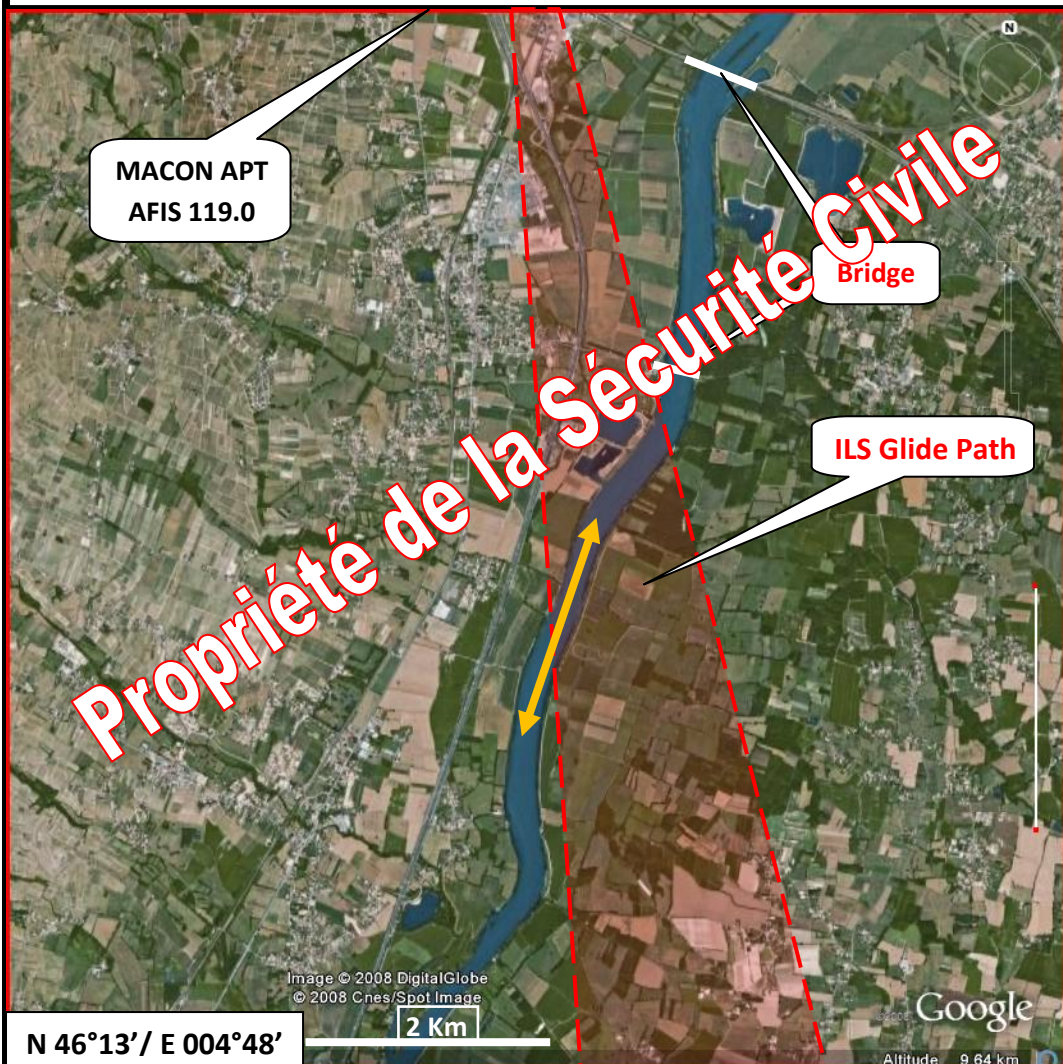 N
MACON APT
AFIS 119.0
Propriété de la Sécurité Civile
Bridge
ILS Glide Path
Image © 2008 DigitalGlobe
© 2008 Cnes/Spot Image
2 Km
© 2008 Google
N 46°13’/ E 004°48’
Altitude 9.64 km